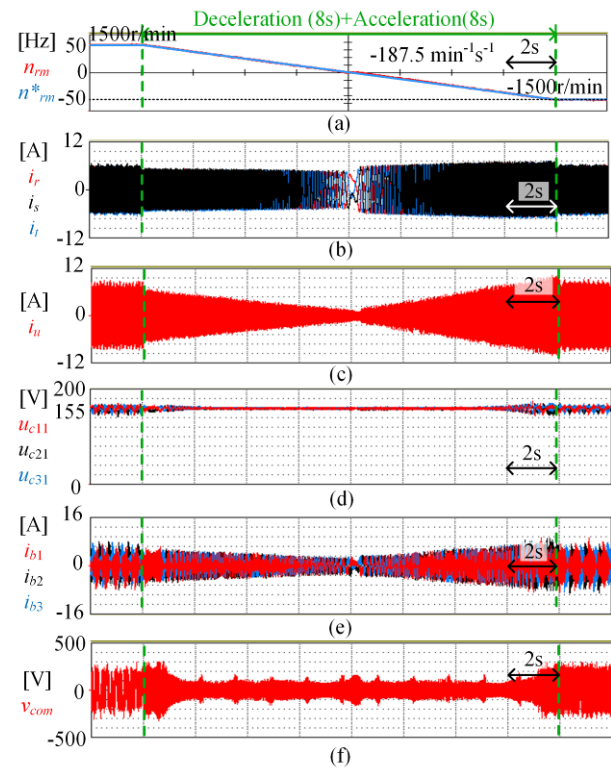 Deceleration (8s)+Acceleration(8s)
[Hz]
50
1500r/min
-187.5 min⁻¹s⁻¹
2s
n_rm
0
n*_rm
-50
-1500r/min
(a)
[A]
12
i_r
i_s
0
i_t
2s
-12
(b)
12
[A]
2s
0
i_u
-12
(c)
[V]
200
155
u_c11
u_c21
u_c31
2s
0
(d)
[A]
16
i_b1
2s
0
i_b2
i_b3
-16
(e)
500
2s
[V]
0
v_com
-500
(f)